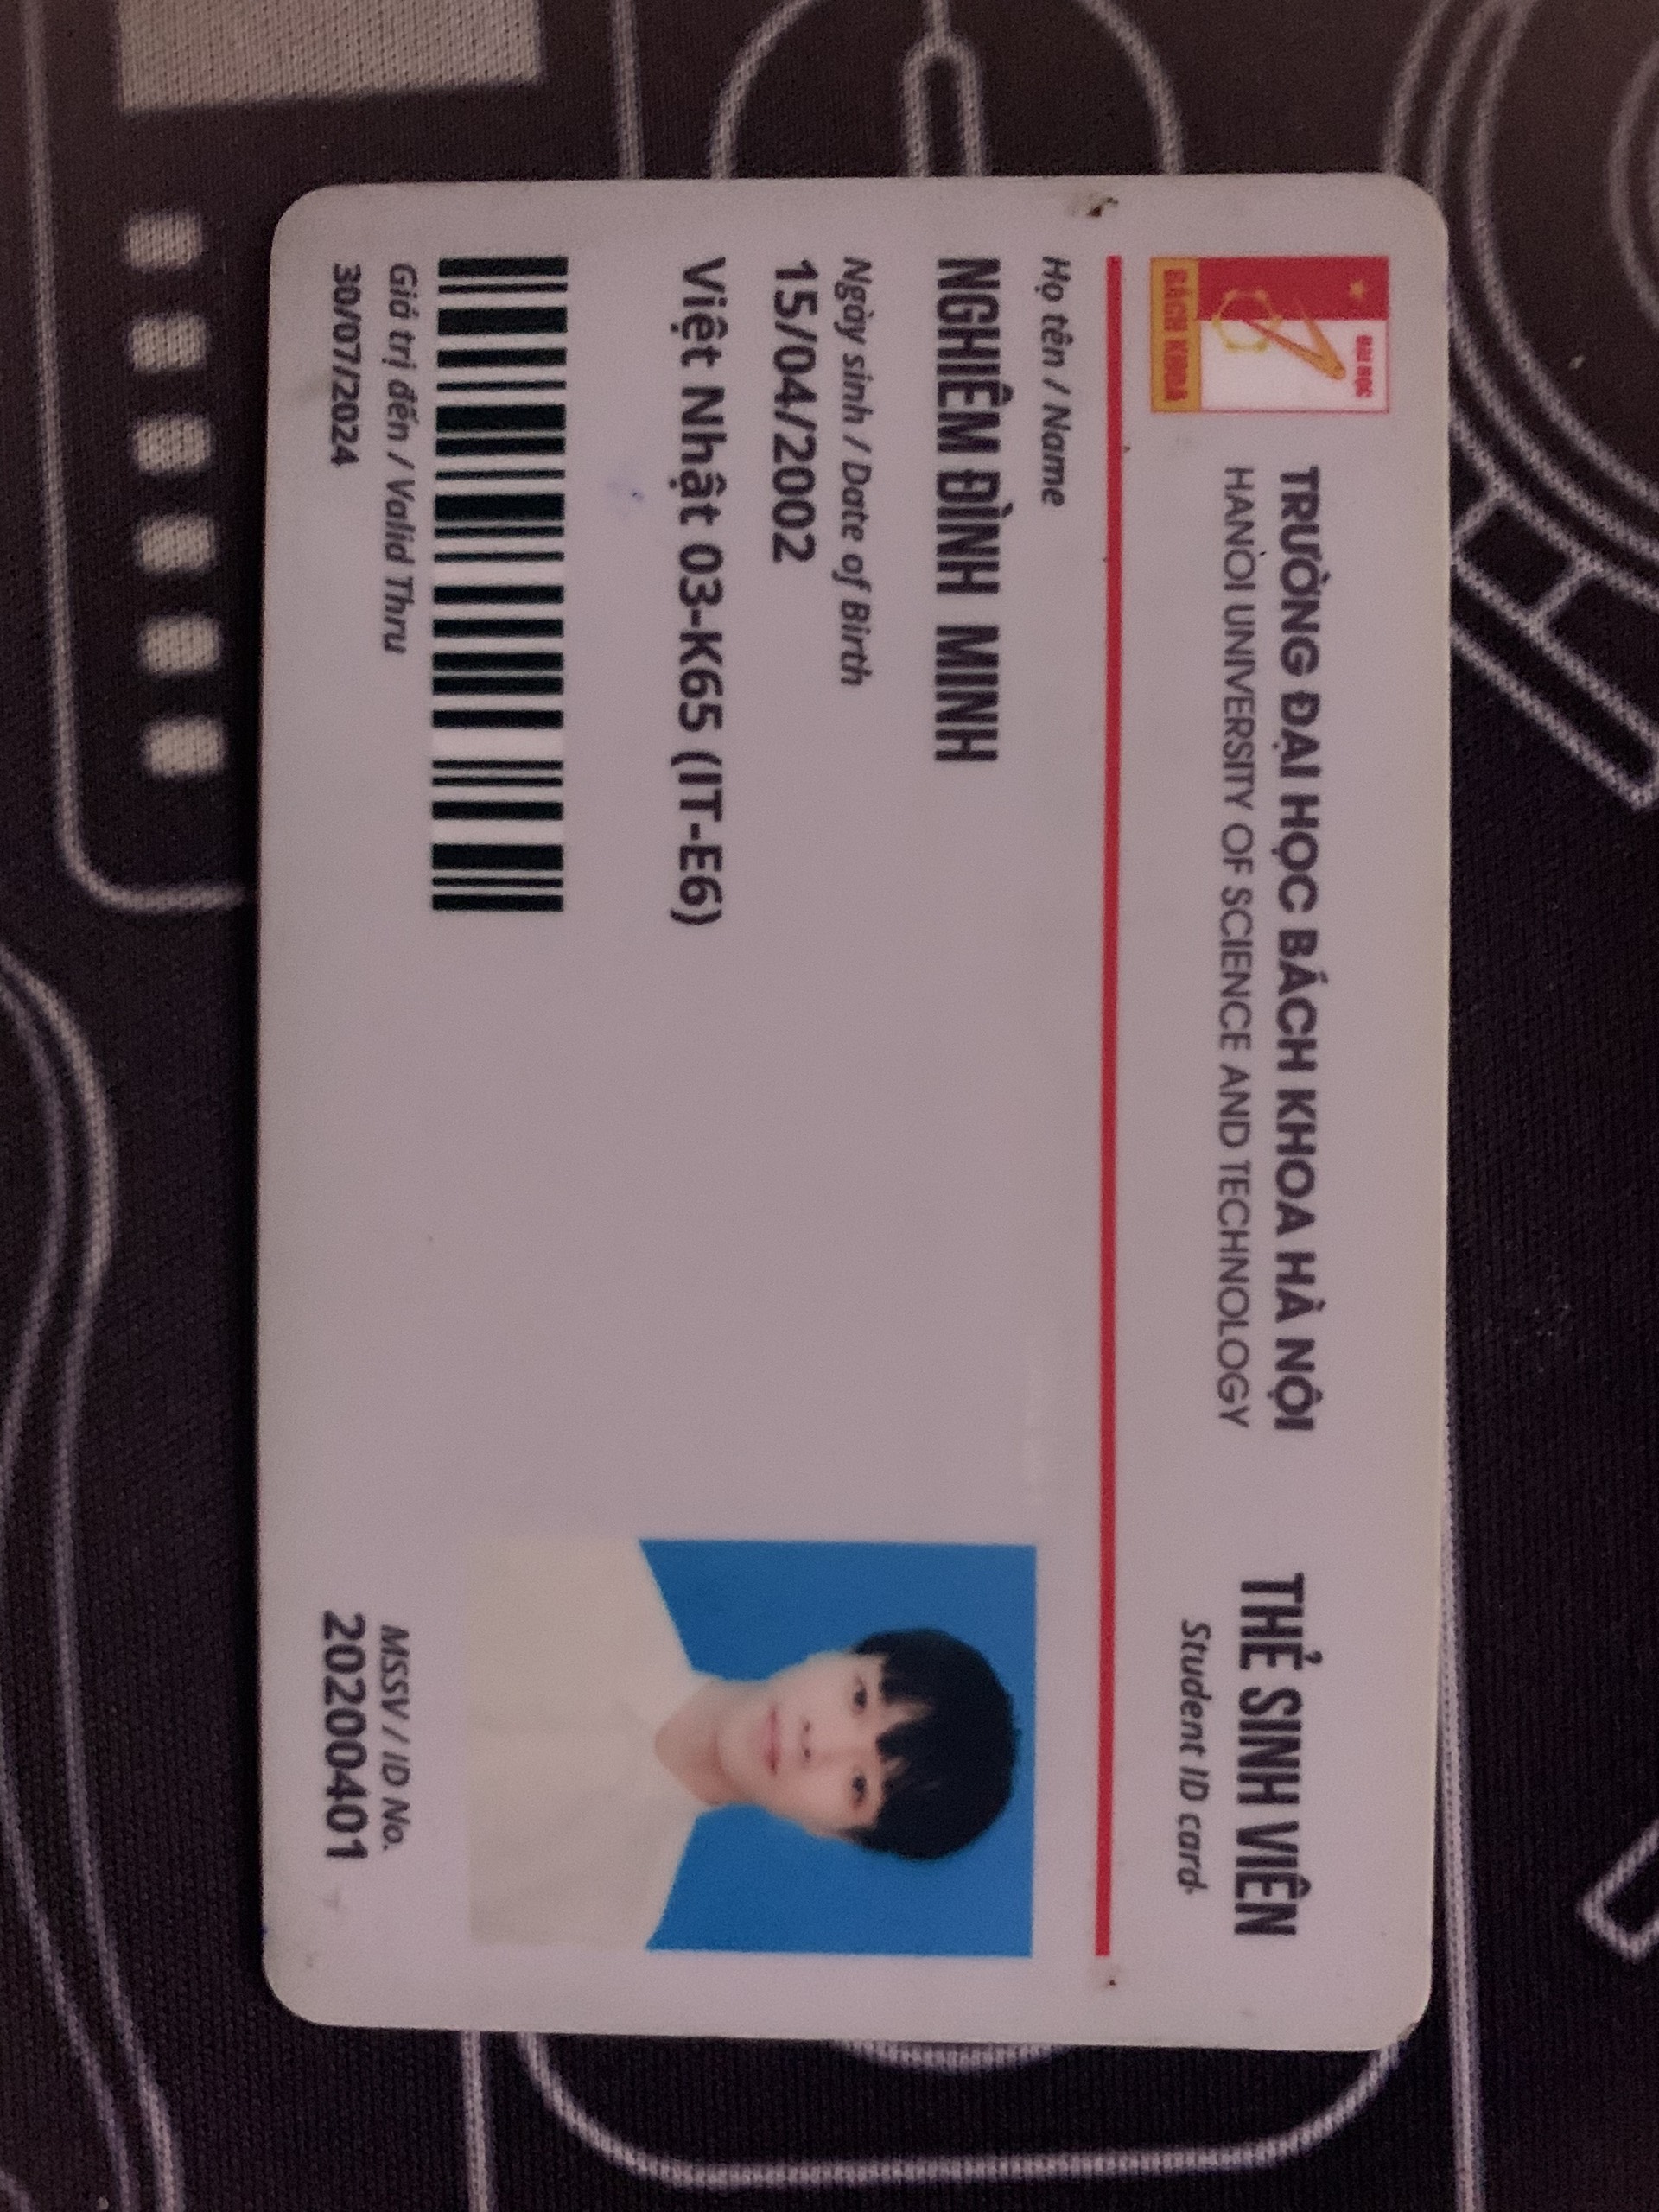 ĐẠI HỌC
BÁCH KHOA
TRƯỜNG ĐẠI HỌC BÁCH KHOA HÀ NỘI
HANOI UNIVERSITY OF SCIENCE AND TECHNOLOGY
THẺ SINH VIÊN
Student ID card
Họ tên / Name
NGHIÊM ĐÌNH MINH
Ngày sinh / Date of Birth
15/04/2002
Việt Nhật 03-K65 (IT-E6)
Giá trị đến / Valid Thru
30/07/2024
MSSV / ID No.
20200401